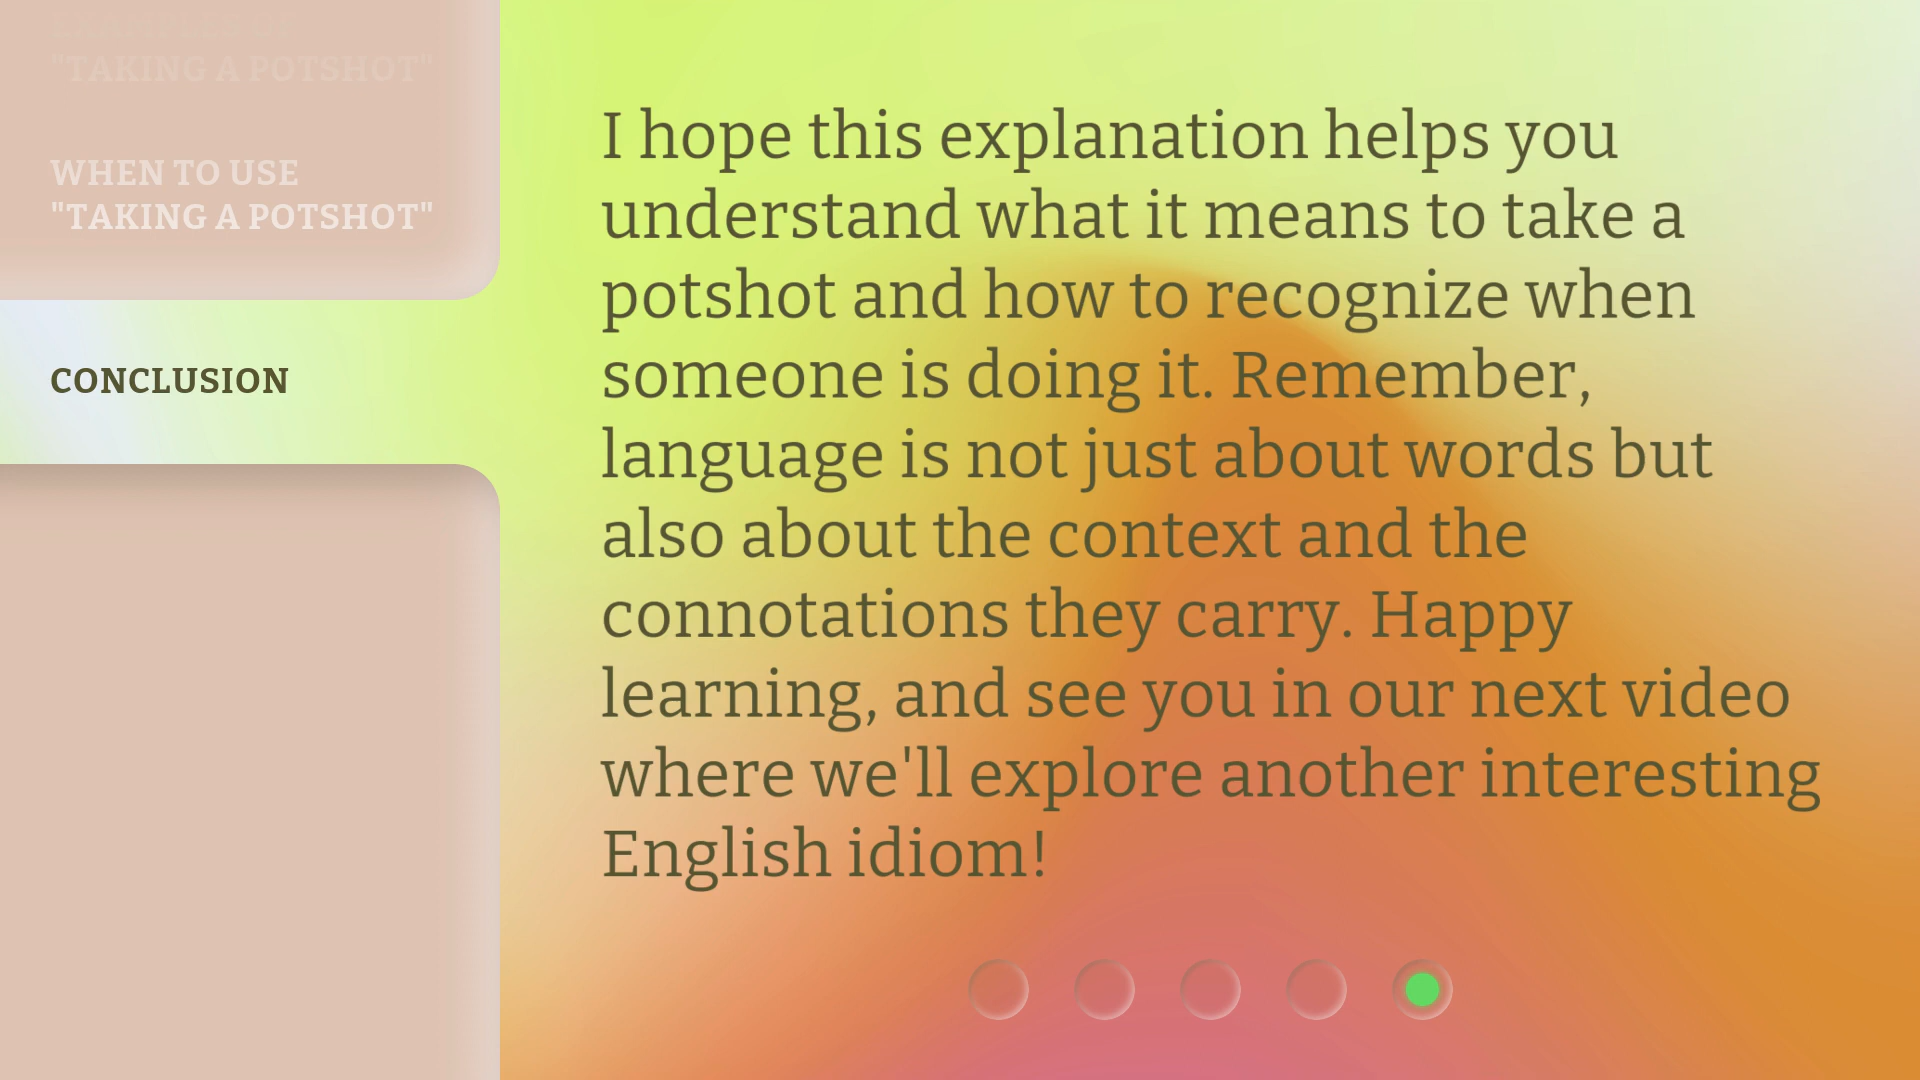 "TAKING A POTSHOT"
WHEN TO USE
"TAKING A POTSHOT"
CONCLUSION
I hope this explanation helps you
understand what it means to take a
potshot and how to recognize when
someone is doing it. Remember,
language is not just about words but
also about the context and the
connotations they carry. Happy
learning, and see you in our next video
where we'll explore another interesting
English idiom!